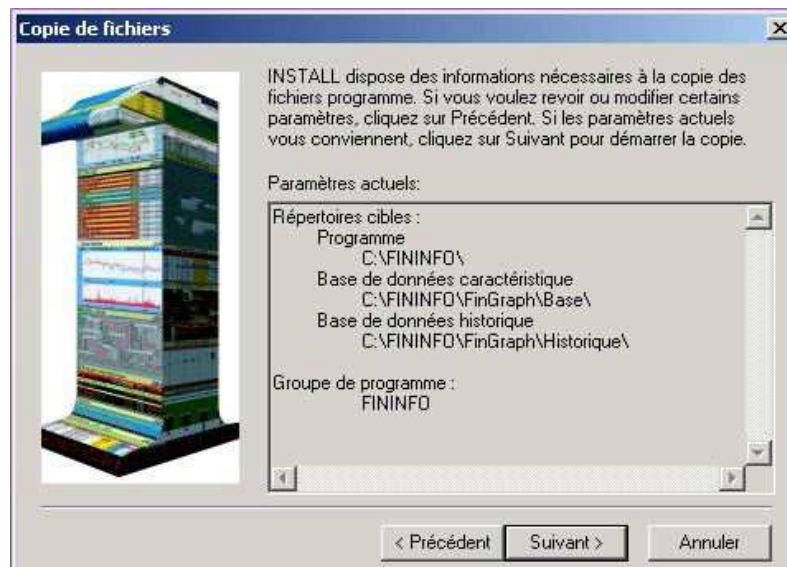 Copie de fichiers
INSTALL dispose des informations nécessaires à la copie des
fichiers programme. Si vous voulez revoir ou modifier certains
paramètres, cliquez sur Précédent. Si les paramètres actuels
vous conviennent, cliquez sur Suivant pour démarrer la copie.
Paramètres actuels:
Répertoires cibles :
Programme
C:\FININFO\
Base de données caractéristique
C:\FININFO\FinGraph\Base\
Base de données historique
C:\FININFO\FinGraph\Historique\
Groupe de programme :
FININFO
< Précédent
Suivant >
Annuler